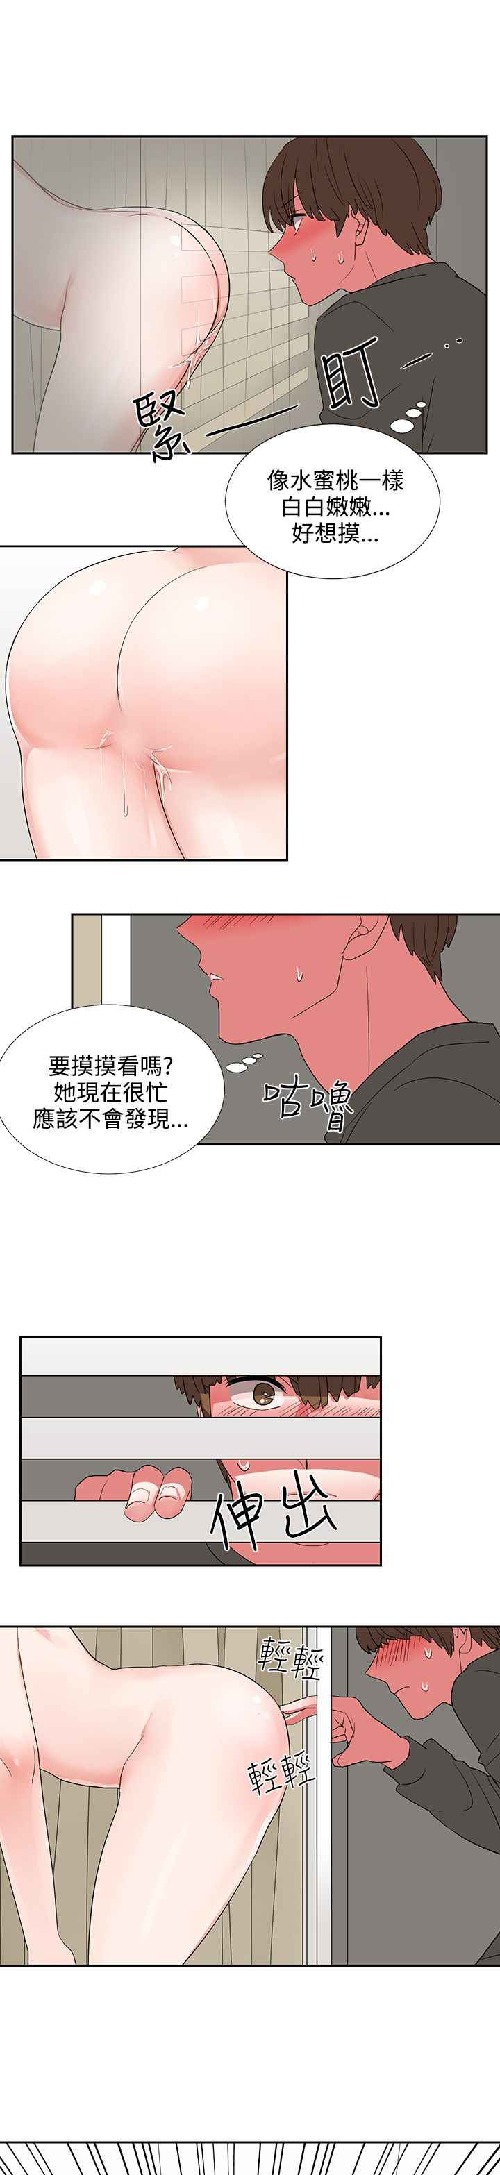 緊——盯——…
像水蜜桃一樣
白白嫩嫩…
好想摸…
要摸摸看嗎?
她現在很忙
應該不會發現…
咕嚕
伸出
輕輕
輕輕